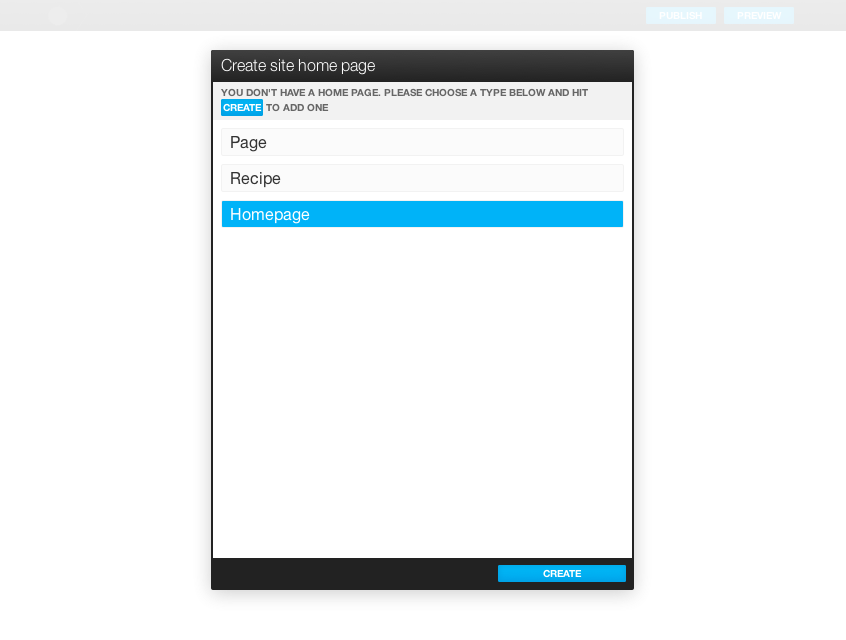 PUBLISH PREVIEW
Create site home page
YOU DON'T HAVE A HOME PAGE. PLEASE CHOOSE A TYPE BELOW AND HIT
CREATE TO ADD ONE
Page
Recipe
Homepage
CREATE